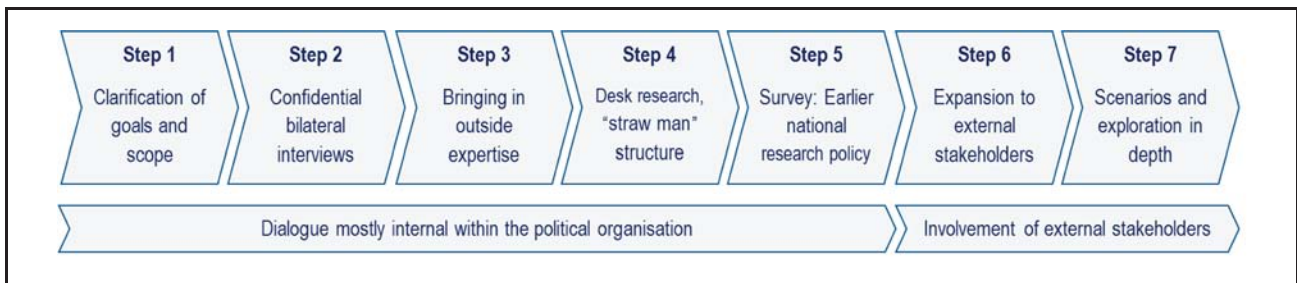 Step 1
Clarification of
goals and
scope
Step 2
Confidential
bilateral
interviews
Step 3
Bringing in
outside
expertise
Step 4
Desk research,
“straw man”
structure
Step 5
Survey: Earlier
national
research policy
Step 6
Expansion to
external
stakeholders
Step 7
Scenarios and
exploration in
depth
Dialogue mostly internal within the political organisation
Involvement of external stakeholders